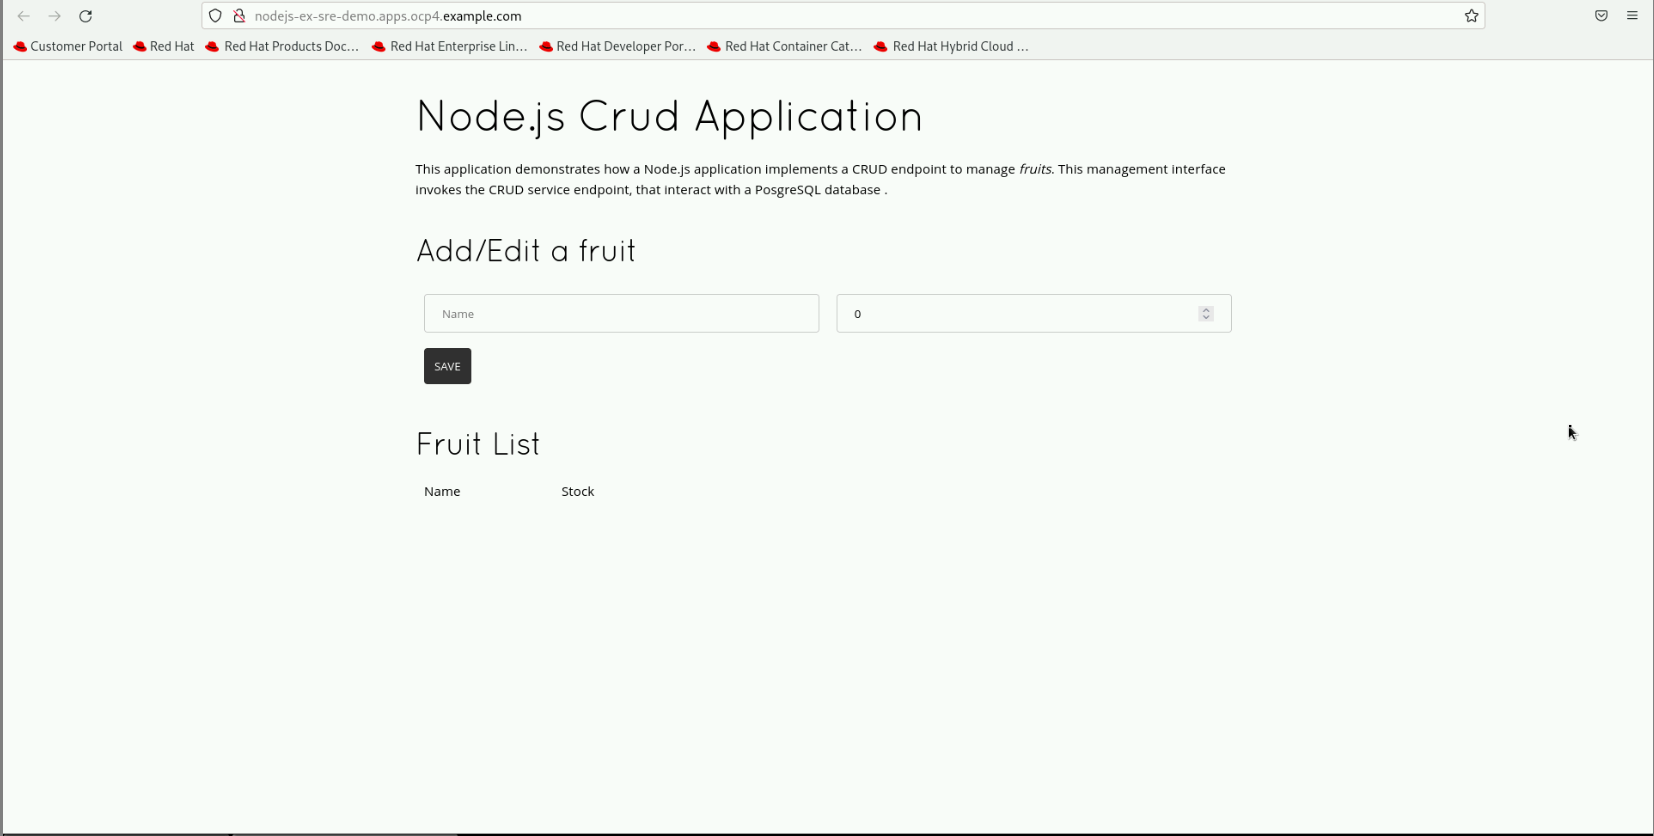 nodejs-ex-sre-demo.apps.ocp4.example.com
Customer Portal Red Hat Red Hat Products Doc... Red Hat Enterprise Lin... Red Hat Developer Por... Red Hat Container Cat... Red Hat Hybrid Cloud ...
Node.js Crud Application
This application demonstrates how a Node.js application implements a CRUD endpoint to manage fruits. This management interface
invokes the CRUD service endpoint, that interact with a PosgreSQL database .
Add/Edit a fruit
Name 0
SAVE
Fruit List
Name Stock